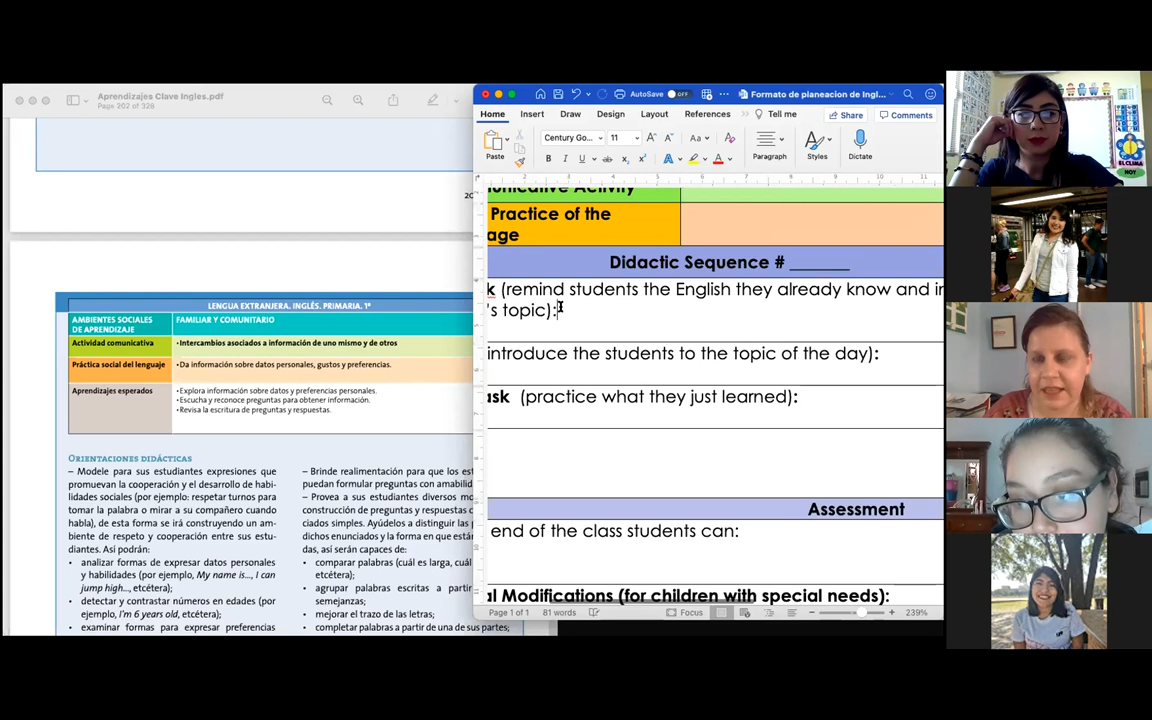 Aprendizajes Clave Ingles.pdf
Page 202 of 328
LENGUA EXTRANJERA. INGLÉS. PRIMARIA. 1º
AMBIENTES SOCIALES
DE APRENDIZAJE
FAMILIAR Y COMUNITARIO
Actividad comunicativa
•Intercambios asociados a información de uno mismo y de otros
Práctica social del lenguaje
•Da información sobre datos personales, gustos y preferencias.
Aprendizajes esperados
•Explora información sobre datos y preferencias personales.
•Escucha y reconoce preguntas para obtener información.
•Revisa la escritura de preguntas y respuestas.
ORIENTACIONES DIDÁCTICAS
– Modele para sus estudiantes expresiones que
promuevan la cooperación y el desarrollo de habi-
lidades sociales (por ejemplo: respetar turnos para
tomar la palabra o mirar a su compañero cuando
habla), de esta forma se irá construyendo un am-
biente de respeto y cooperación entre sus estu-
diantes. Así podrán:
• analizar formas de expresar datos personales
y habilidades (por ejemplo, My name is..., I can
jump high..., etcétera);
• detectar y contrastar números en edades (por
ejemplo, I'm 6 years old, etcétera);
• examinar formas para expresar preferencias
– Brinde realimentación para que los est
puedan formular preguntas con amabilid
– Provea a sus estudiantes diversos mo
construcción de preguntas y respuestas c
ciados simples. Ayúdelos a distinguir las
dichos enunciados y la forma en que están
das, así serán capaces de:
• comparar palabras (cuál es larga, cuál
etcétera);
• agrupar palabras escritas a partir
semejanzas;
• mejorar el trazo de las letras;
• completar palabras a partir de una de sus partes;
AutoSave OFF
Formato de planeacion de Ingl...
Home Insert Draw Design Layout References Tell me Share Comments
Paste
Century Go... 11
Paragraph Styles Dictate
unicative Activity
Practice of the
age
Didactic Sequence # ______
k (remind students the English they already know and in
's topic):
introduce the students to the topic of the day):
ask (practice what they just learned):
Assessment
end of the class students can:
l Modifications (for children with special needs):
Page 1 of 1 81 words Focus 239%
EL CLIMA
HOY